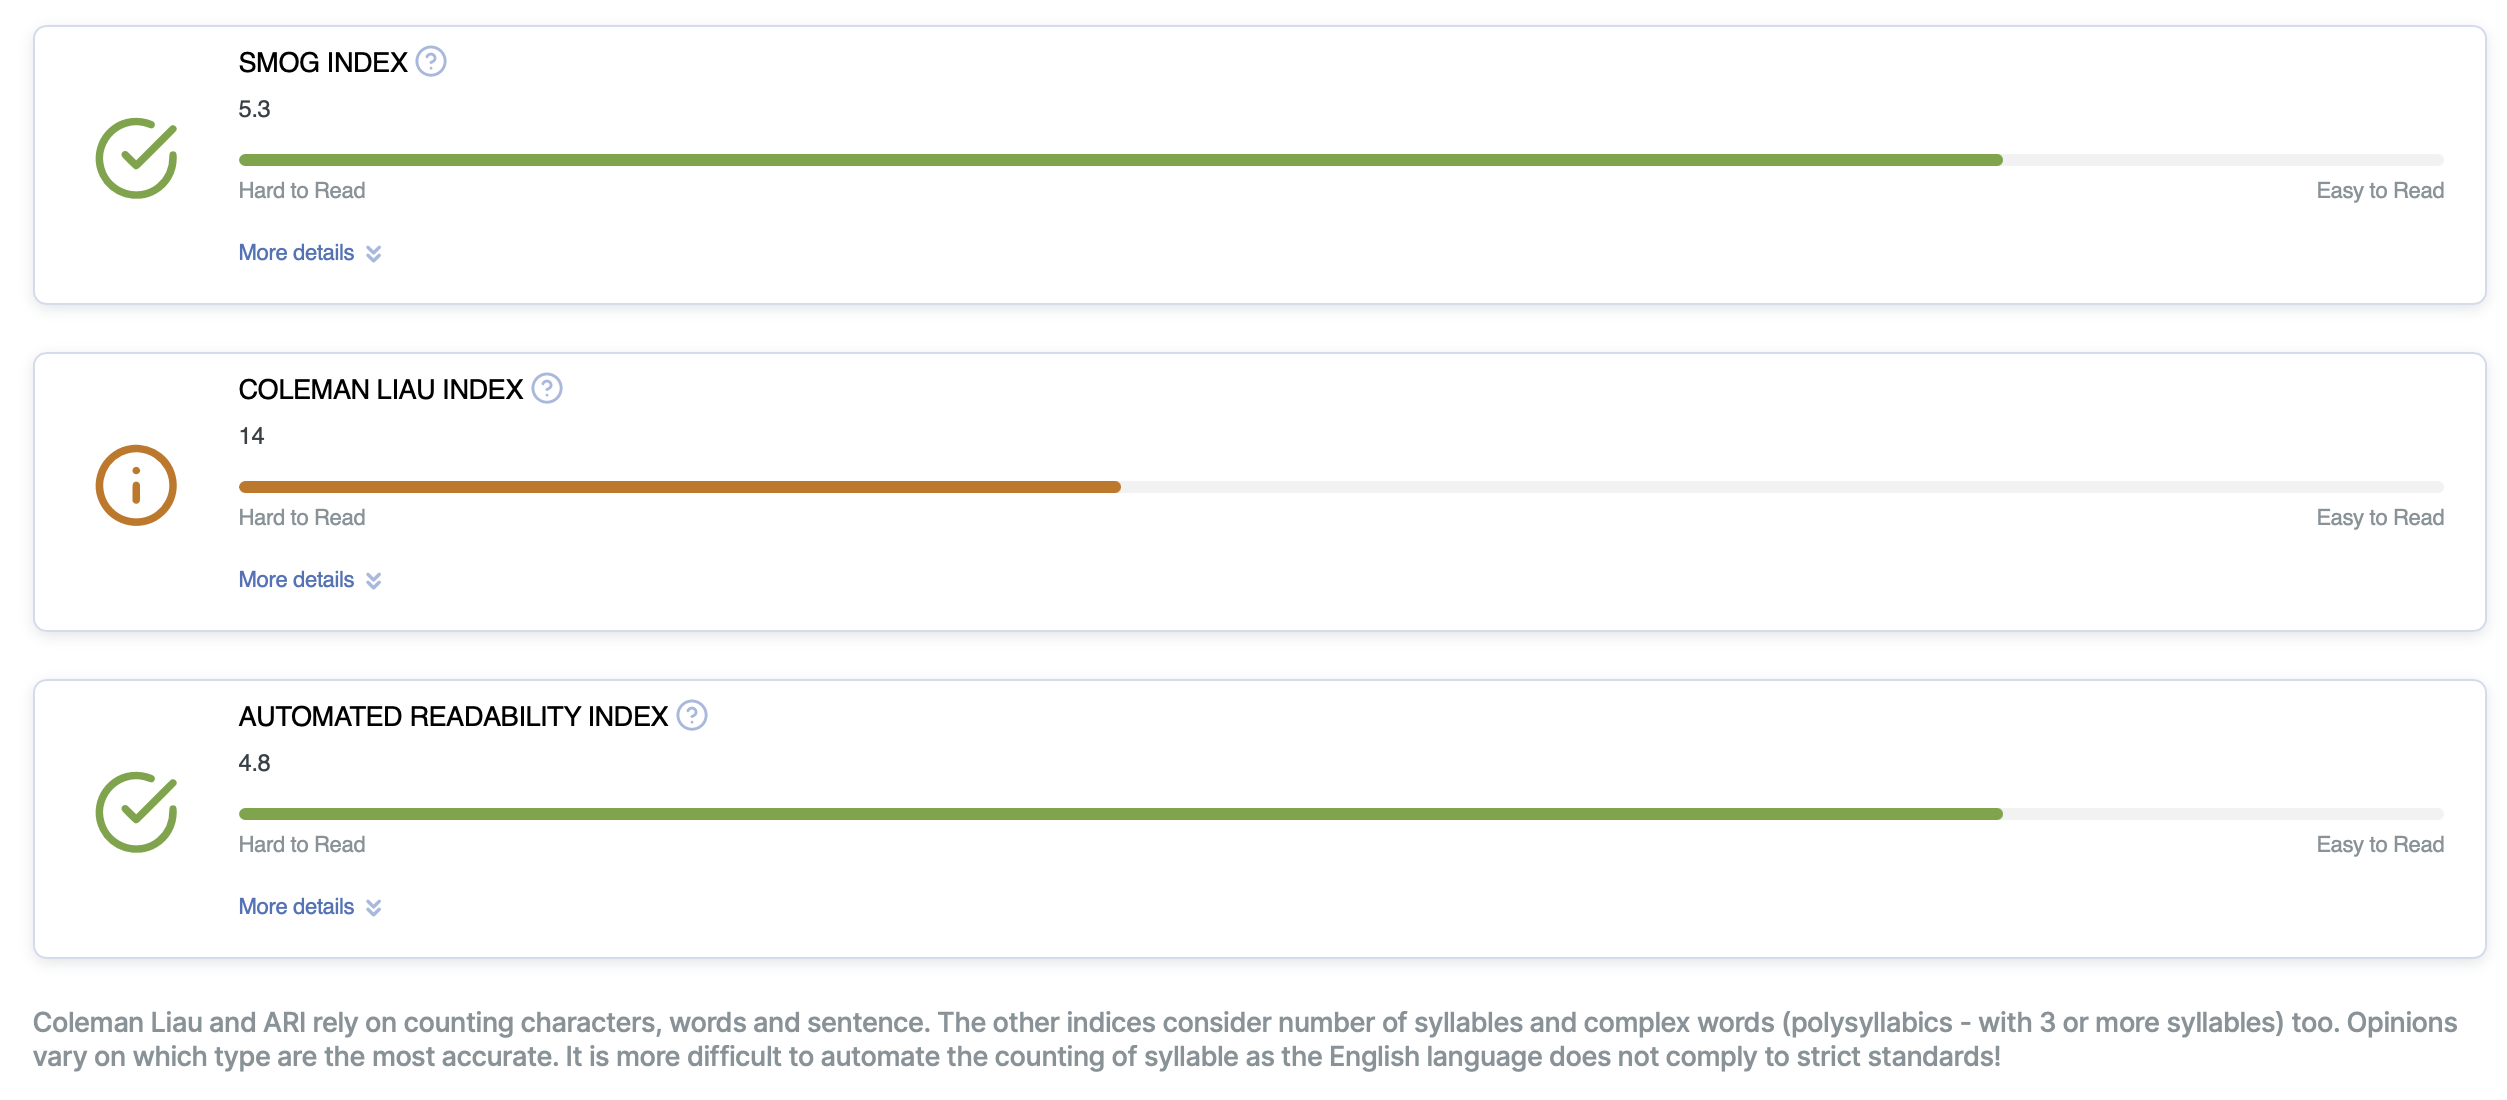 SMOG INDEX
5.3
Hard to Read
Easy to Read
More details
COLEMAN LIAU INDEX
14
Hard to Read
Easy to Read
More details
AUTOMATED READABILITY INDEX
4.8
Hard to Read
Easy to Read
More details
Coleman Liau and ARI rely on counting characters, words and sentence. The other indices consider number of syllables and complex words (polysyllabics - with 3 or more syllables) too. Opinions
vary on which type are the most accurate. It is more difficult to automate the counting of syllable as the English language does not comply to strict standards!